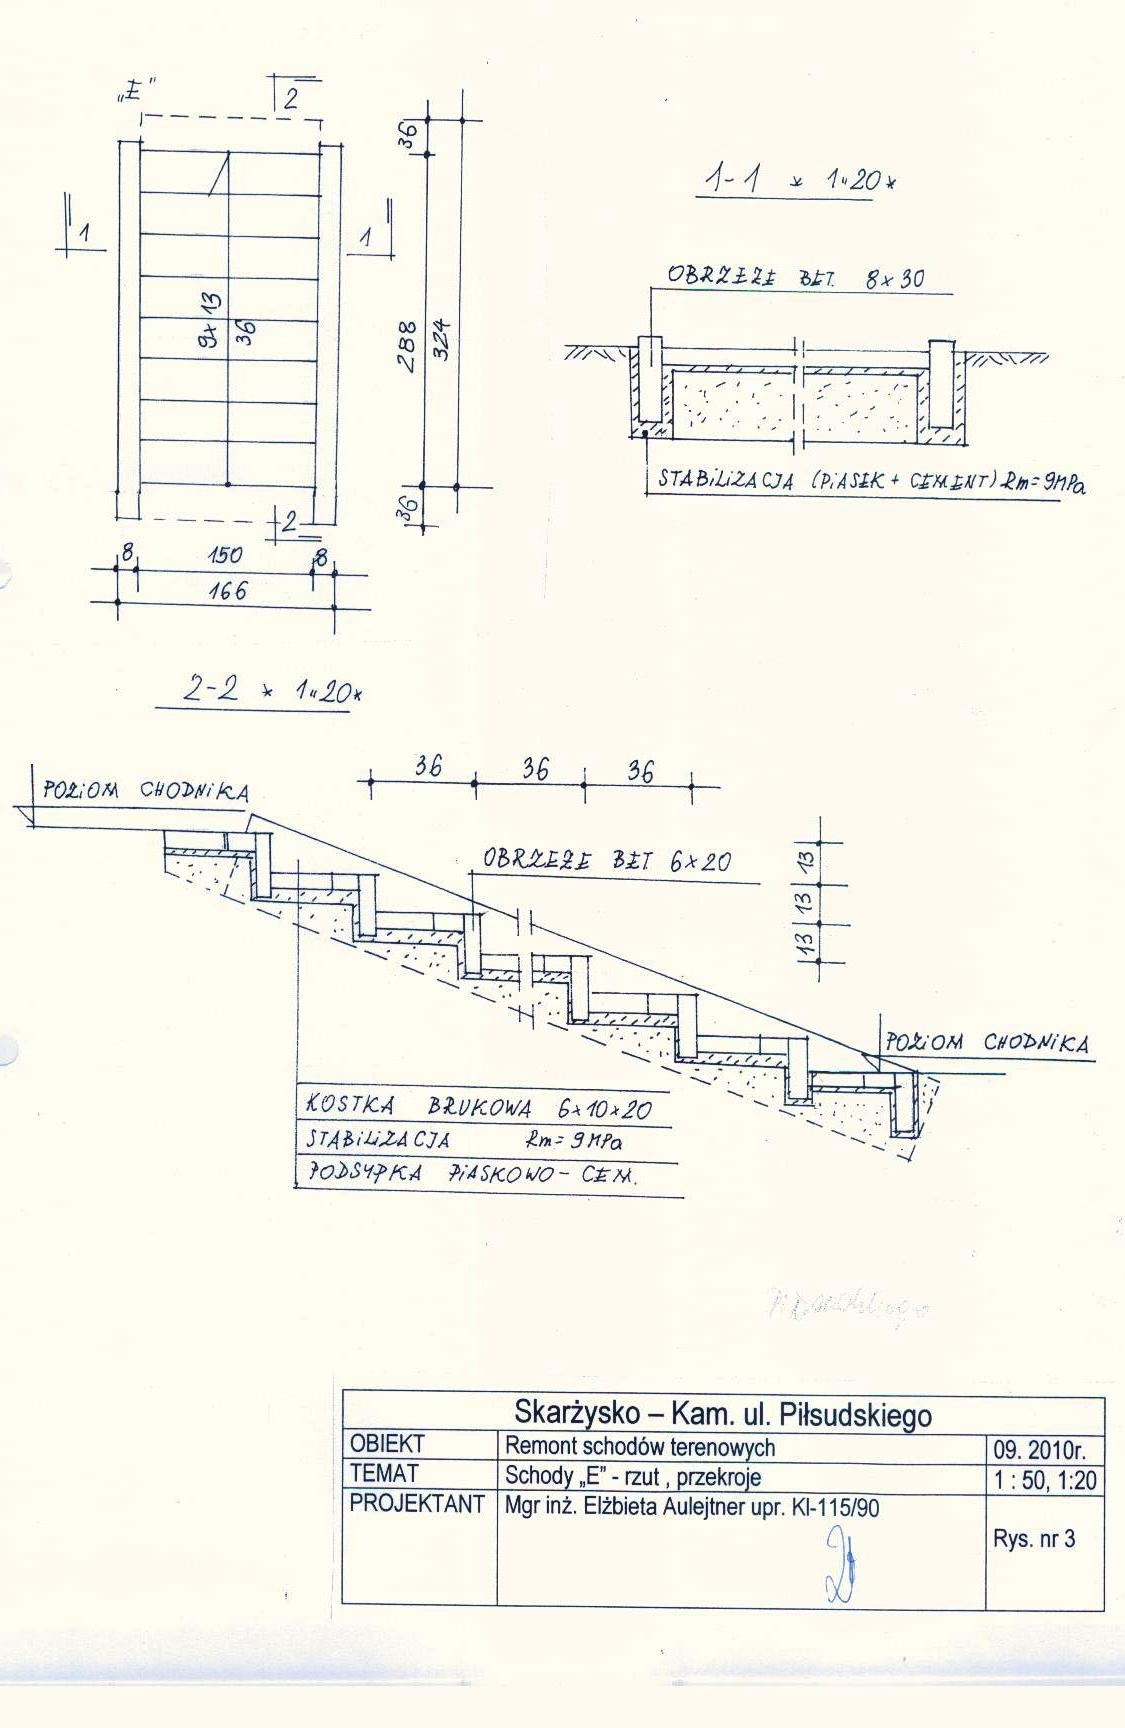 „E"
2
1
1
9x13
36
2
36
288
324
36
8
150
8
166
1-1 * 1:20*
OBRZEŻE BET. 8x30
STABILIZACJA (PIASEK + CEMENT) Rm=9MPa
2-2 * 1:20*
36
36
36
POZIOM CHODNIKA
OBRZEŻE BET 6x20
13
13
13
POZIOM CHODNIKA
KOSTKA BRUKOWA 6x10x20
STABILIZACJA Rm=9MPa
PODSYPKA PIASKOWO-CEM.
Skarżysko – Kam. ul. Piłsudskiego
OBIEKT Remont schodów terenowych 09. 2010r.
TEMAT Schody „E” - rzut , przekroje 1 : 50, 1:20
PROJEKTANT Mgr inż. Elżbieta Aulejtner upr. Kl-115/90
Rys. nr 3